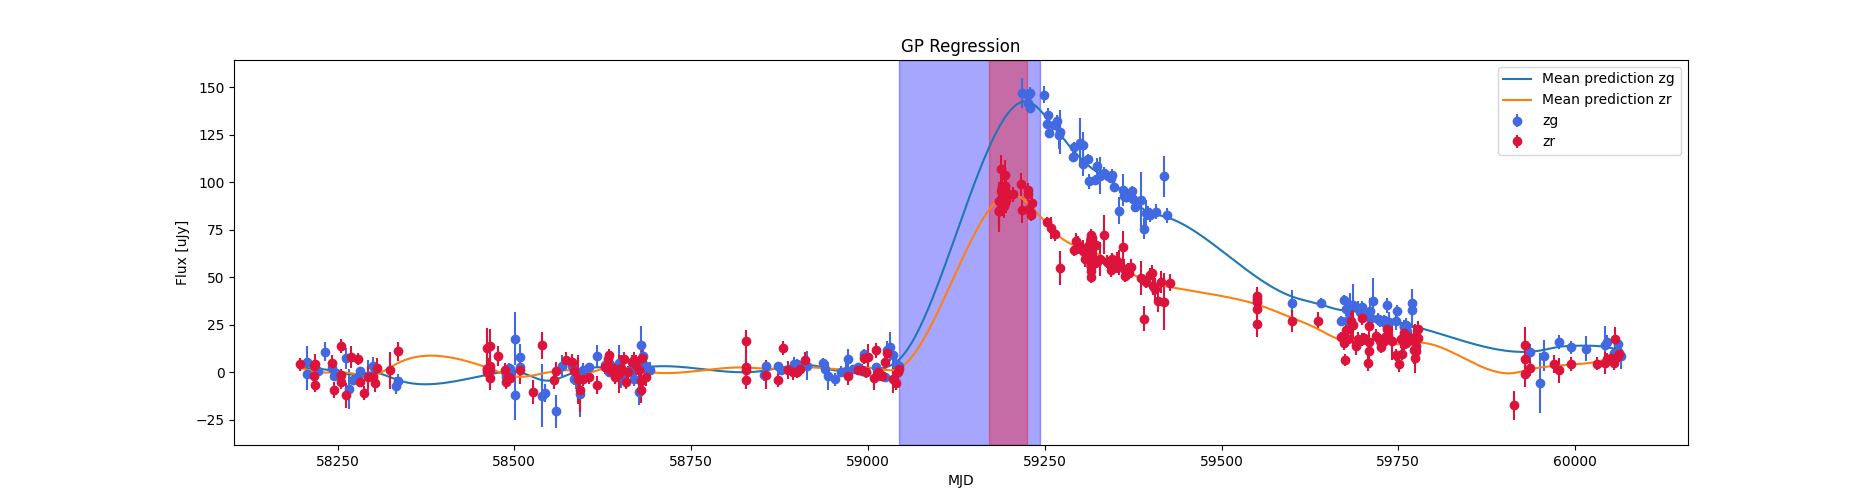 GP Regression
150
125
100
75
50
25
0
−25
Flux [uJy]
58250 58500 58750 59000 59250 59500 59750 60000
MJD
Mean prediction zg
Mean prediction zr
zg
zr